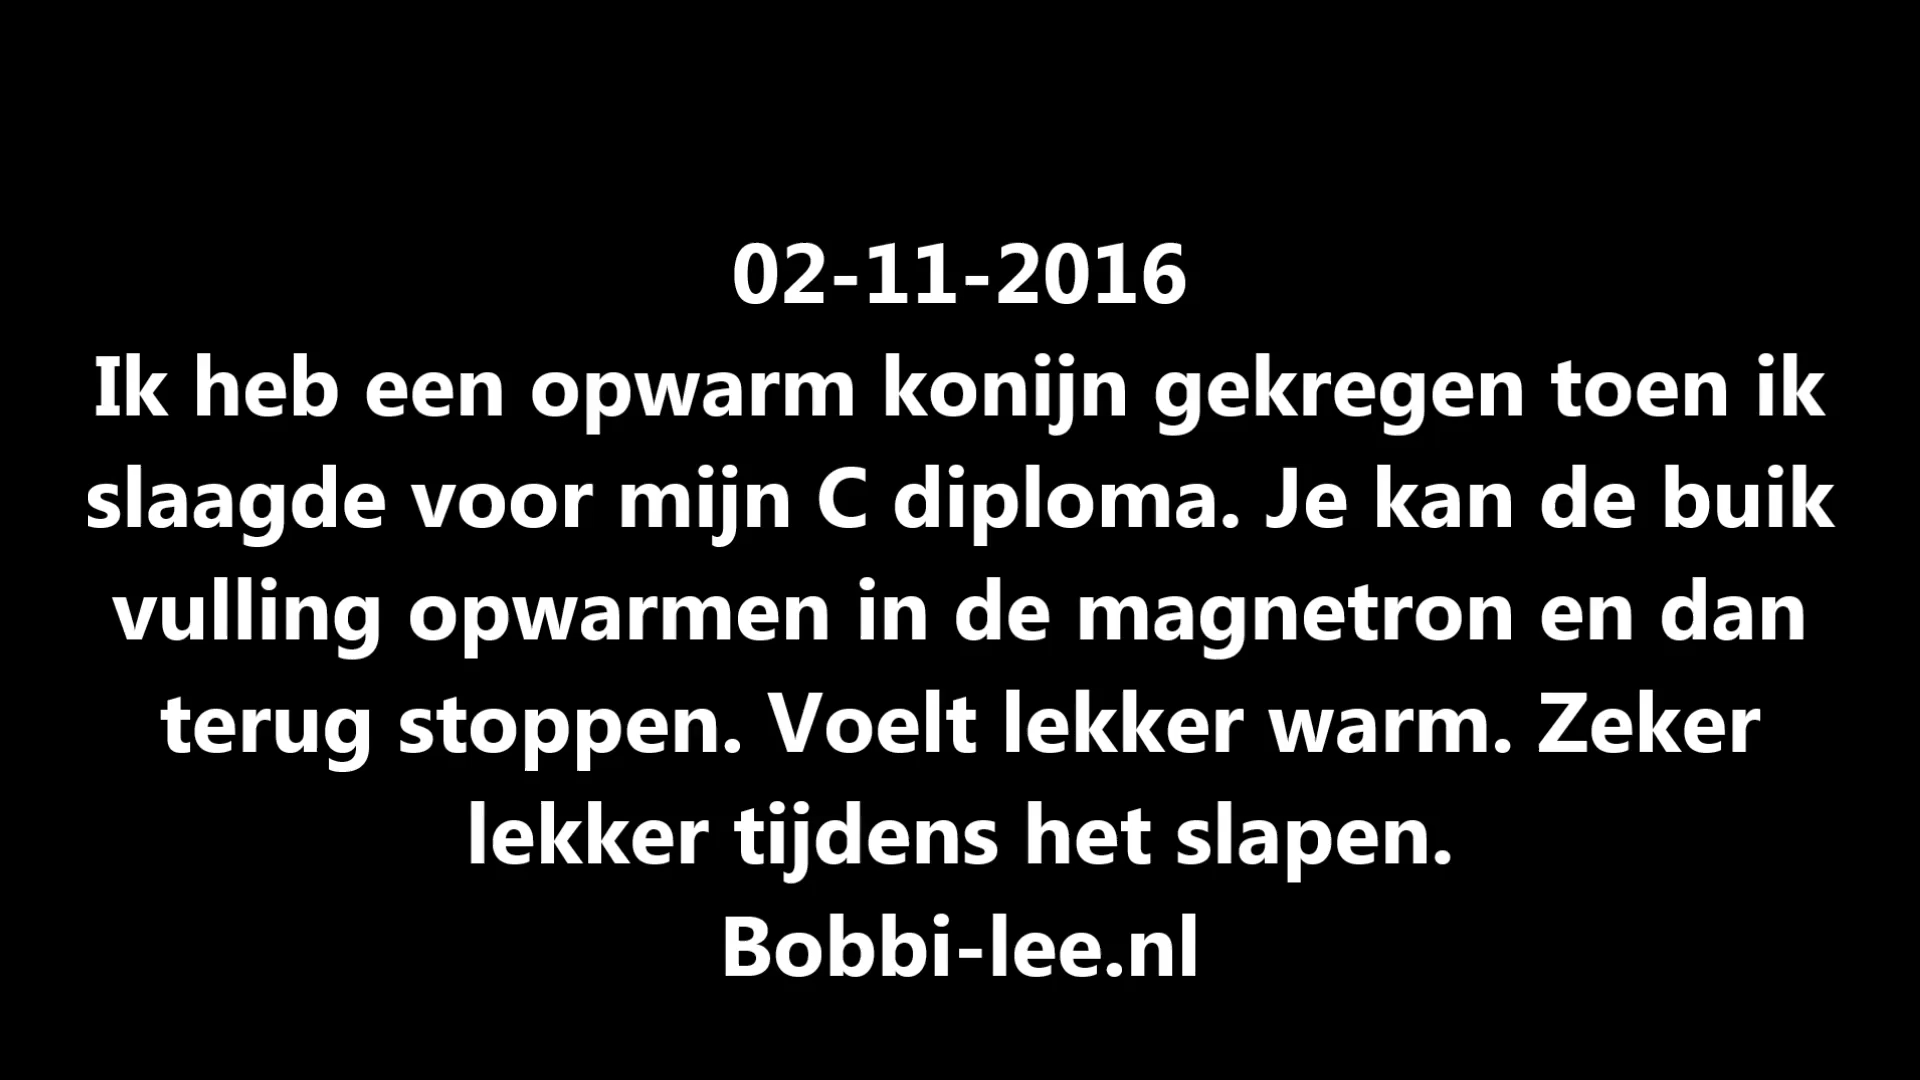 02-11-2016
Ik heb een opwarm konijn gekregen toen ik
slaagde voor mijn C diploma. Je kan de buik
vulling opwarmen in de magnetron en dan
terug stoppen. Voelt lekker warm. Zeker
lekker tijdens het slapen.
Bobbi-lee.nl